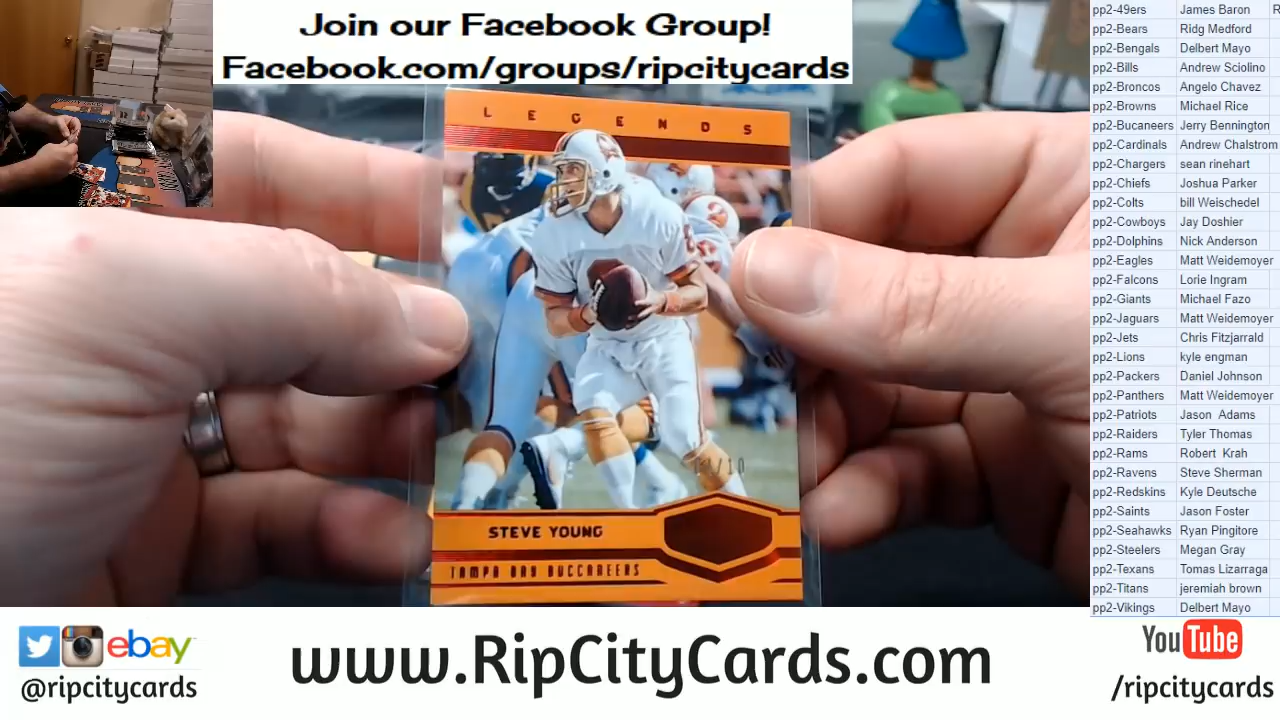 Join our Facebook Group!
Facebook.com/groups/ripcitycards
LEGENDS
STEVE YOUNG
TAMPA BAY BUCCANEERS
pp2-49ers James Baron R
pp2-Bears Ridg Medford
pp2-Bengals Delbert Mayo
pp2-Bills Andrew Sciolino
pp2-Broncos Angelo Chavez
pp2-Browns Michael Rice
pp2-Bucaneers Jerry Bennington
pp2-Cardinals Andrew Chalstrom
pp2-Chargers sean rinehart
pp2-Chiefs Joshua Parker
pp2-Colts bill Weischedel
pp2-Cowboys Jay Doshier
pp2-Dolphins Nick Anderson
pp2-Eagles Matt Weidemoyer
pp2-Falcons Lorie Ingram
pp2-Giants Michael Fazo
pp2-Jaguars Matt Weidemoyer
pp2-Jets Chris Fitzjarrald
pp2-Lions kyle engman
pp2-Packers Daniel Johnson
pp2-Panthers Matt Weidemoyer
pp2-Patriots Jason Adams
pp2-Raiders Tyler Thomas
pp2-Rams Robert Krah
pp2-Ravens Steve Sherman
pp2-Redskins Kyle Deutsche
pp2-Saints Jason Foster
pp2-Seahawks Ryan Pingitore
pp2-Steelers Megan Gray
pp2-Texans Tomas Lizarraga
pp2-Titans jeremiah brown
pp2-Vikings Delbert Mayo
ebay
@ripcitycards
www.RipCityCards.com
YouTube
/ripcitycards